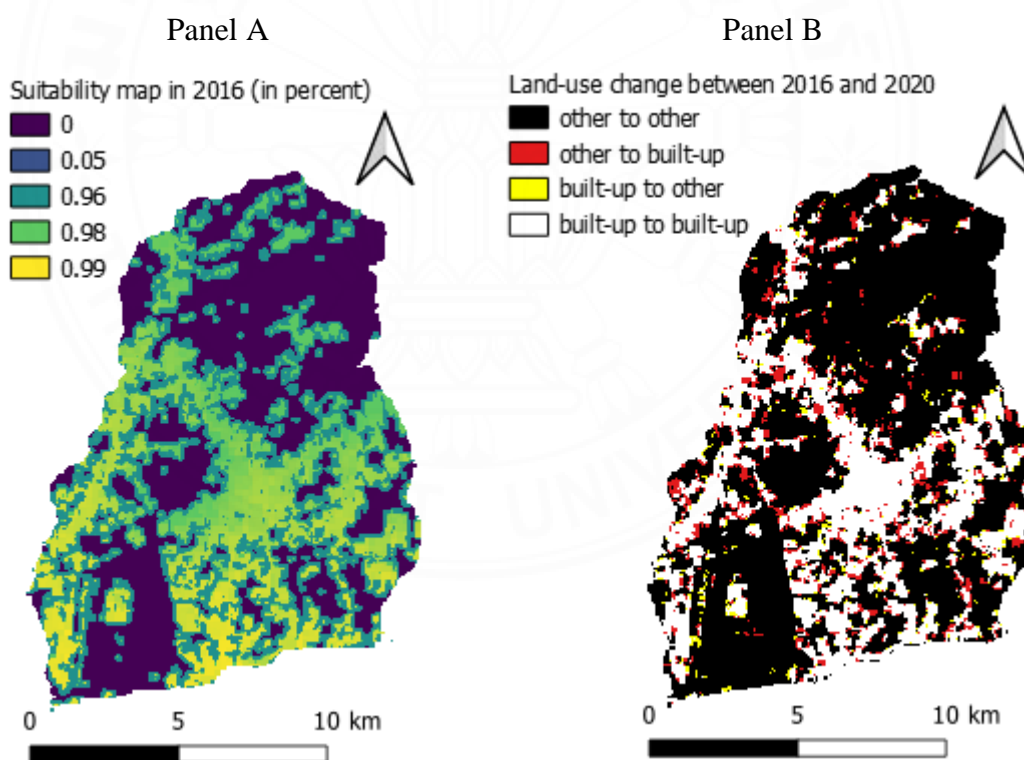 Panel A
Suitability map in 2016 (in percent)
0
0.05
0.96
0.98
0.99
0 5 10 km
Panel B
Land-use change between 2016 and 2020
other to other
other to built-up
built-up to other
built-up to built-up
0 5 10 km
UNIVE